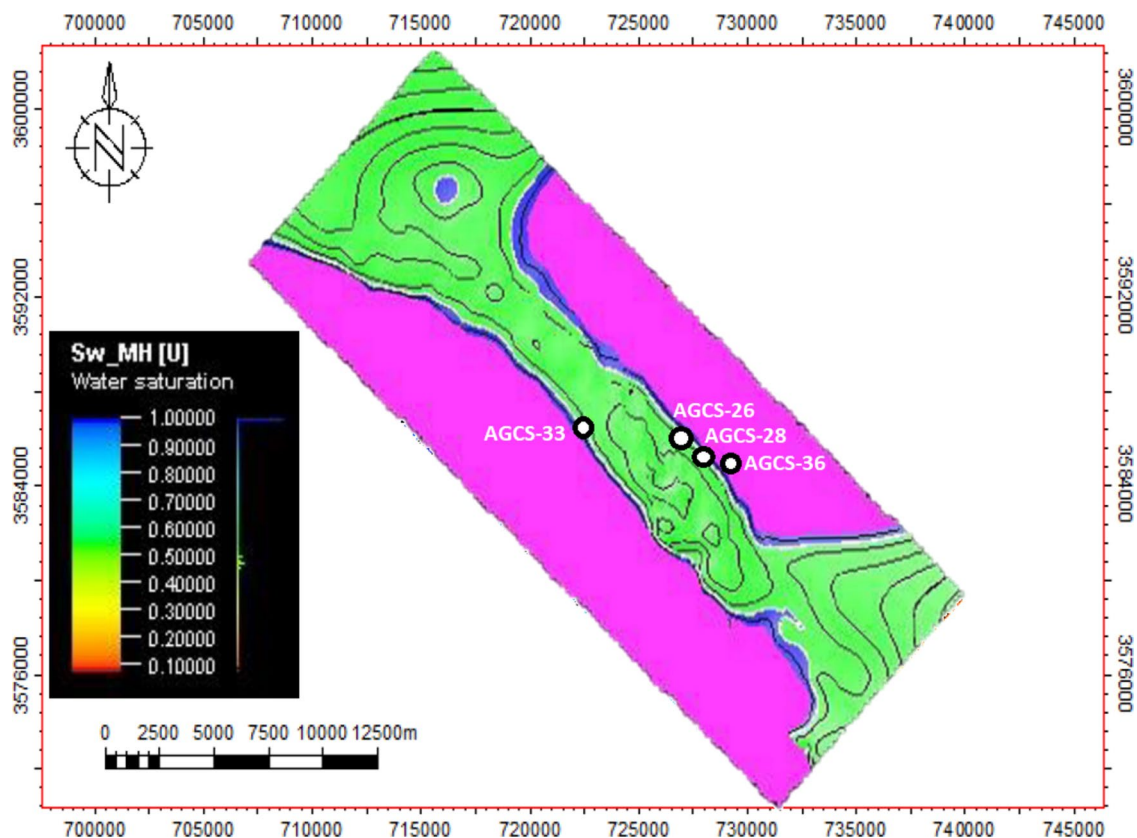 700000 705000 710000 715000 720000 725000 730000 735000 740000 745000
3600000 3600000
N
3592000 3592000
Sw_MH [U]
Water saturation
1.00000
0.90000
0.80000
0.70000
0.60000
0.50000
0.40000
0.30000
0.20000
0.10000
AGCS-26
AGCS-33
AGCS-28
AGCS-36
3584000 3584000
3576000 3576000
0 2500 5000 7500 10000 12500m
700000 705000 710000 715000 720000 725000 730000 735000 740000 745000